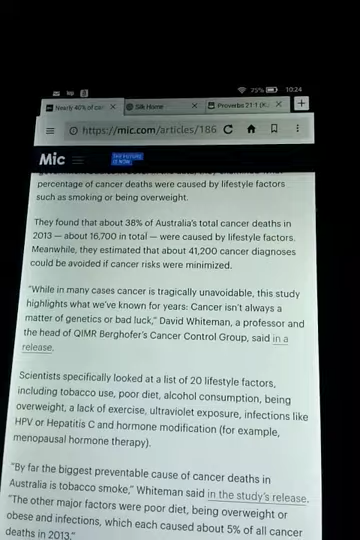 75% 10:24
Nearly 40% of can
Silk Home
Proverbs 21:1 (K
https://mic.com/articles/186
Mic
THE FUTURE
IS NOW
percentage of cancer deaths were caused by lifestyle factors
such as smoking or being overweight.
They found that about 38% of Australia's total cancer deaths in
2013 — about 16,700 in total — were caused by lifestyle factors.
Meanwhile, they estimated that about 41,200 cancer diagnoses
could be avoided if cancer risks were minimized.
"While in many cases cancer is tragically unavoidable, this study
highlights what we've known for years: Cancer isn't always a
matter of genetics or bad luck," David Whiteman, a professor and
the head of QIMR Berghofer's Cancer Control Group, said in a
release.
Scientists specifically looked at a list of 20 lifestyle factors,
including tobacco use, poor diet, alcohol consumption, being
overweight, a lack of exercise, ultraviolet exposure, infections like
HPV or Hepatitis C and hormone modification (for example,
menopausal hormone therapy).
"By far the biggest preventable cause of cancer deaths in
Australia is tobacco smoke," Whiteman said in the study's release.
"The other major factors were poor diet, being overweight or
obese and infections, which each caused about 5% of all cancer
deaths in 2013."